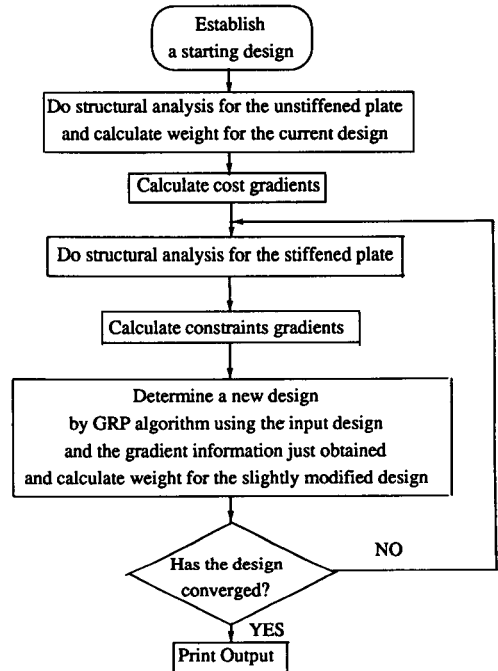 Establish
a starting design
Do structural analysis for the unstiffened plate
and calculate weight for the current design
Calculate cost gradients
Do structural analysis for the stiffened plate
Calculate constraints gradients
Determine a new design
by GRP algorithm using the input design
and the gradient information just obtained
and calculate weight for the slightly modified design
Has the design
converged?
NO
YES
Print Output